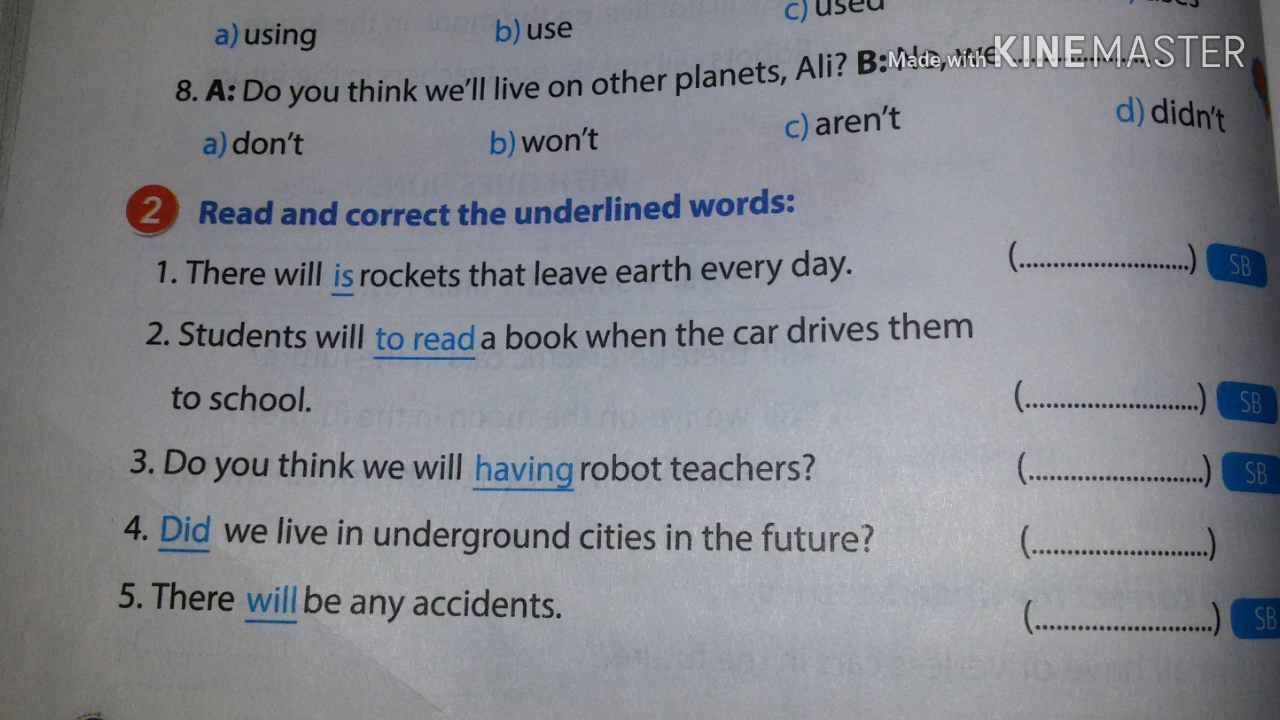 a) using b) use c) used
8. A: Do you think we'll live on other planets, Ali? B: No, we ....................
Made with KINEMASTER
a) don't b) won't c) aren't d) didn't
2 Read and correct the underlined words:
1. There will is rockets that leave earth every day. (..........................) SB
2. Students will to read a book when the car drives them
to school. (..........................) SB
3. Do you think we will having robot teachers? (..........................) SB
4. Did we live in underground cities in the future? (..........................)
5. There will be any accidents. (..........................) SB